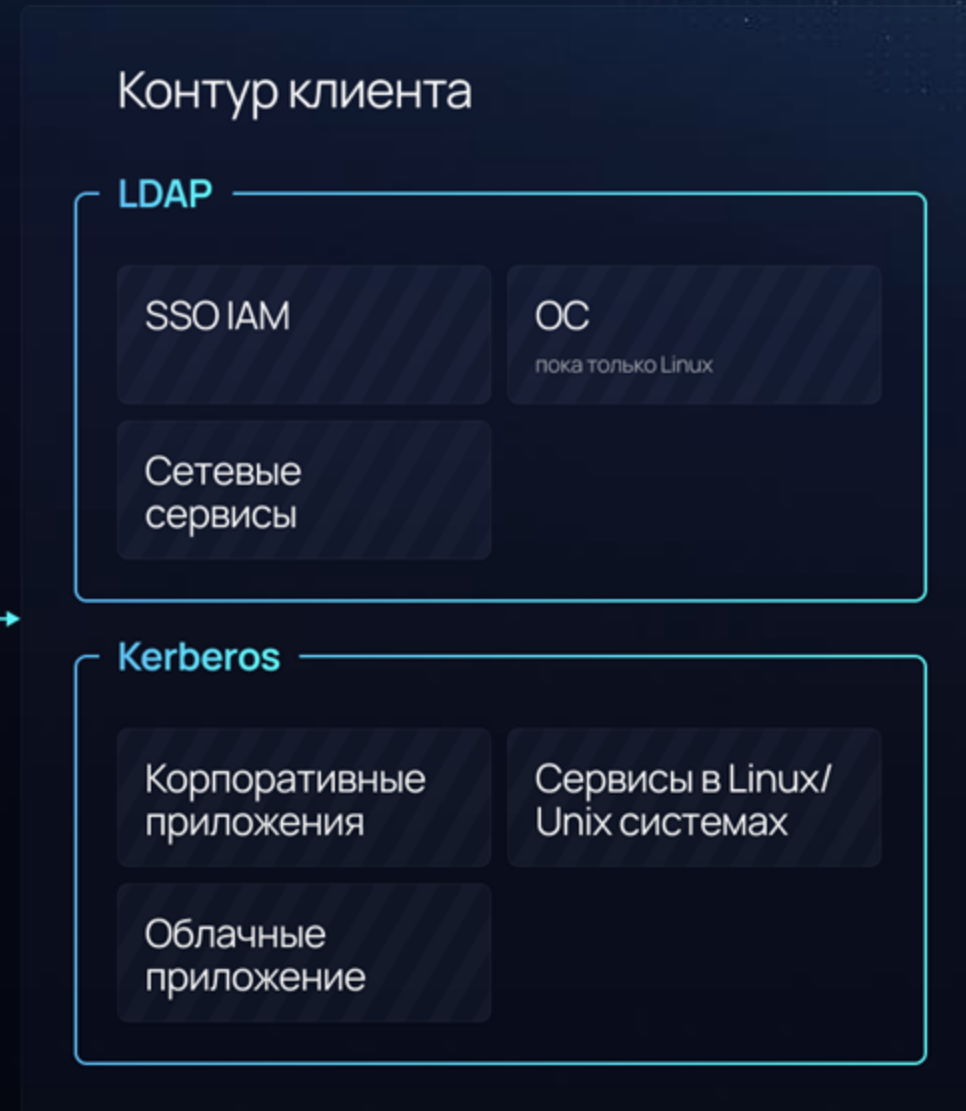 Контур клиента
LDAP
SSO IAM
ОС
пока только Linux
Сетевые
сервисы
Kerberos
Корпоративные
приложения
Сервисы в Linux/
Unix системах
Облачные
приложение